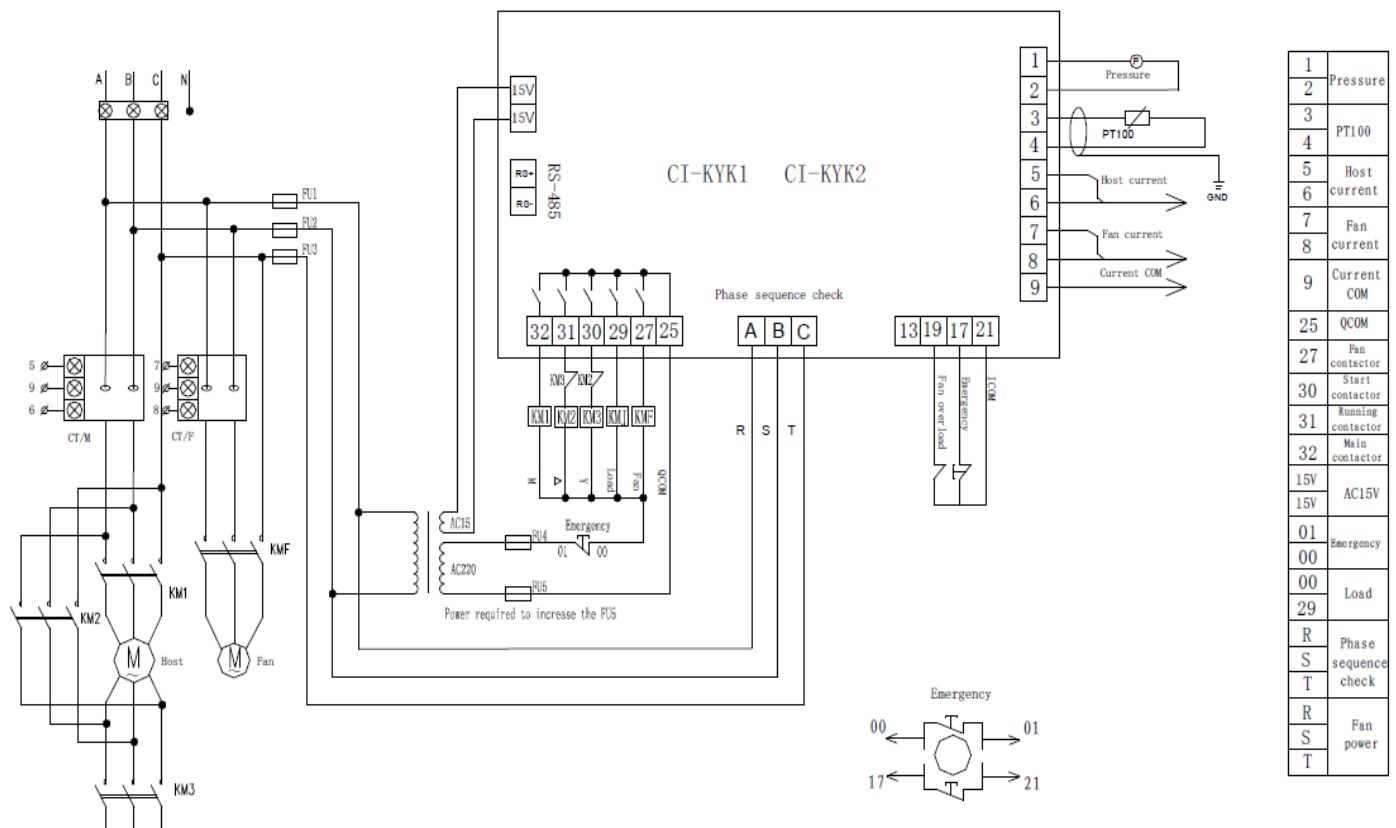 A B C N
15V
15V
RS+
RS-
RS-485
CI-KYK1 CI-KYK2
1
2
3
4
5
6
7
8
9
Pressure
PT100
GND
Host current
Fan current
Current COM
FU1
FU2
FU3
Phase sequence check
32 31 30 29 27 25
A B C
13 19 17 21
KM3 KM2
KM1 KM2 KM3 KMJ KMF
M
Δ
Y
Load
Fan
QCOM
R S T
Fan overload
Emergency
ICOM
5
9
6
CT/M
7
9
8
CT/F
AC15
AC220
FU4
Emergency
01 00
FU5
Power required to increase the FU5
KMF
KM1
KM2
M
~
Host
M
~
Fan
KM3
Emergency
00 01
17 21
1
2
Pressure
3
4
PT100
5
6
Host
current
7
8
Fan
current
9
Current
COM
25 QCOM
27
Fan
contactor
30
Start
contactor
31
Running
contactor
32
Main
contactor
15V
15V
AC15V
01
00
Emergency
00
29
Load
R
S
T
Phase
sequence
check
R
S
T
Fan
power